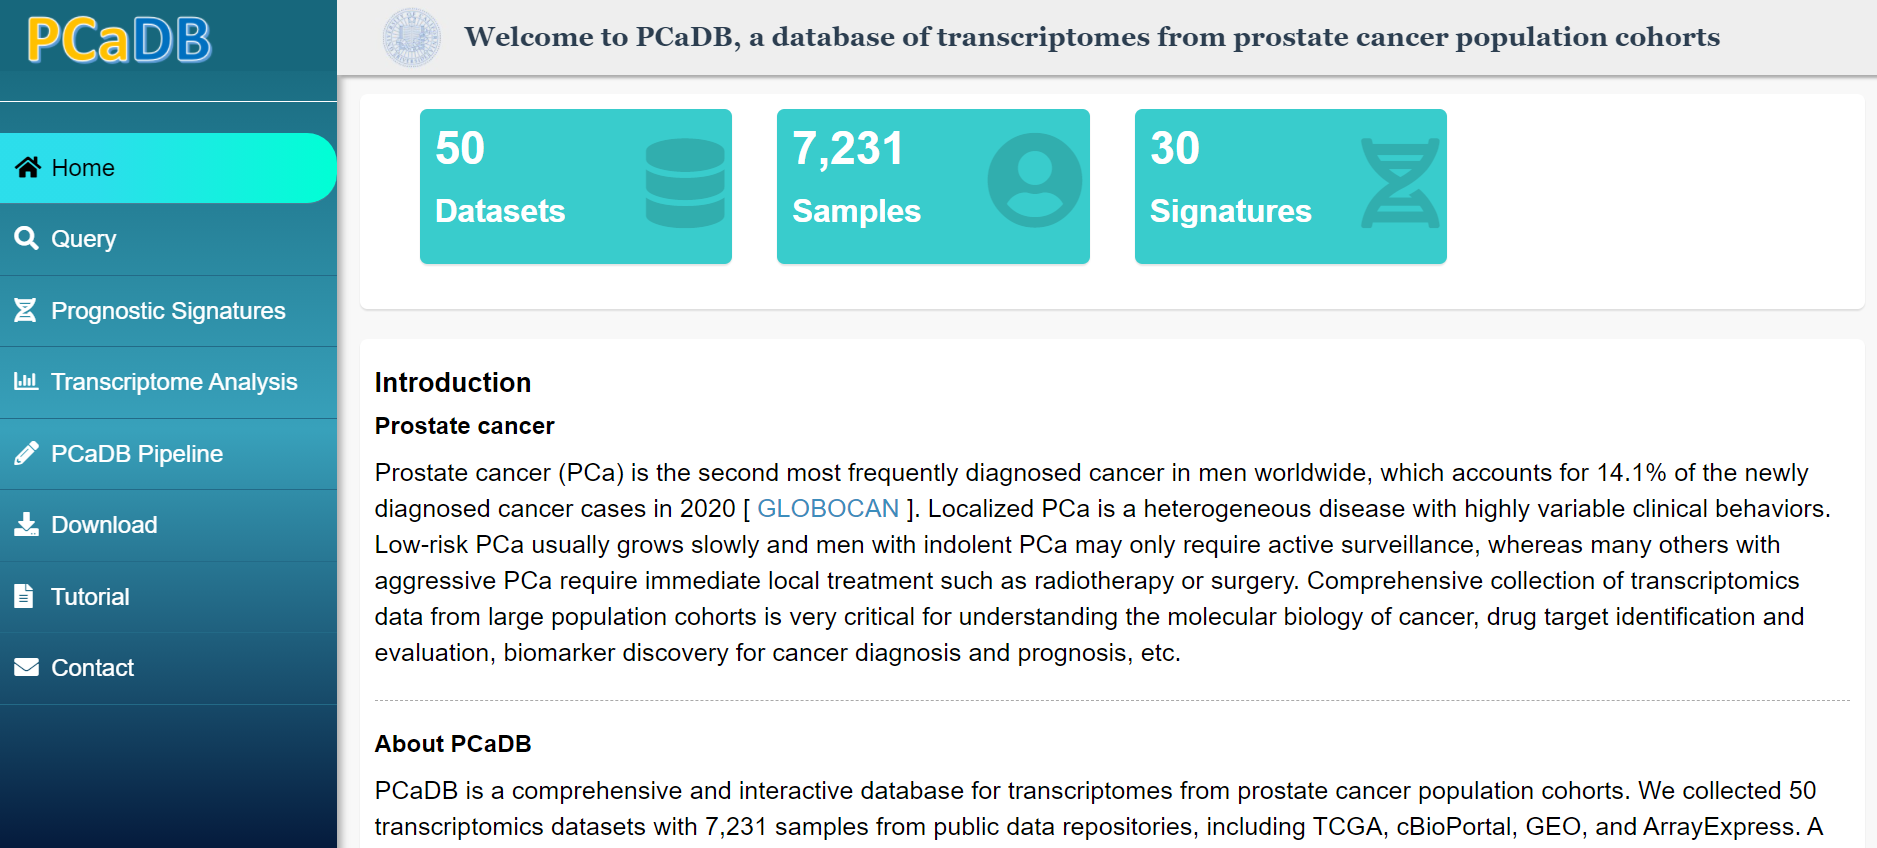 PCaDB
Welcome to PCaDB, a database of transcriptomes from prostate cancer population cohorts
Home
Query
Prognostic Signatures
Transcriptome Analysis
PCaDB Pipeline
Download
Tutorial
Contact
50
Datasets
7,231
Samples
30
Signatures
Introduction
Prostate cancer
Prostate cancer (PCa) is the second most frequently diagnosed cancer in men worldwide, which accounts for 14.1% of the newly
diagnosed cancer cases in 2020 [ GLOBOCAN ]. Localized PCa is a heterogeneous disease with highly variable clinical behaviors.
Low-risk PCa usually grows slowly and men with indolent PCa may only require active surveillance, whereas many others with
aggressive PCa require immediate local treatment such as radiotherapy or surgery. Comprehensive collection of transcriptomics
data from large population cohorts is very critical for understanding the molecular biology of cancer, drug target identification and
evaluation, biomarker discovery for cancer diagnosis and prognosis, etc.
About PCaDB
PCaDB is a comprehensive and interactive database for transcriptomes from prostate cancer population cohorts. We collected 50
transcriptomics datasets with 7,231 samples from public data repositories, including TCGA, cBioPortal, GEO, and ArrayExpress. A